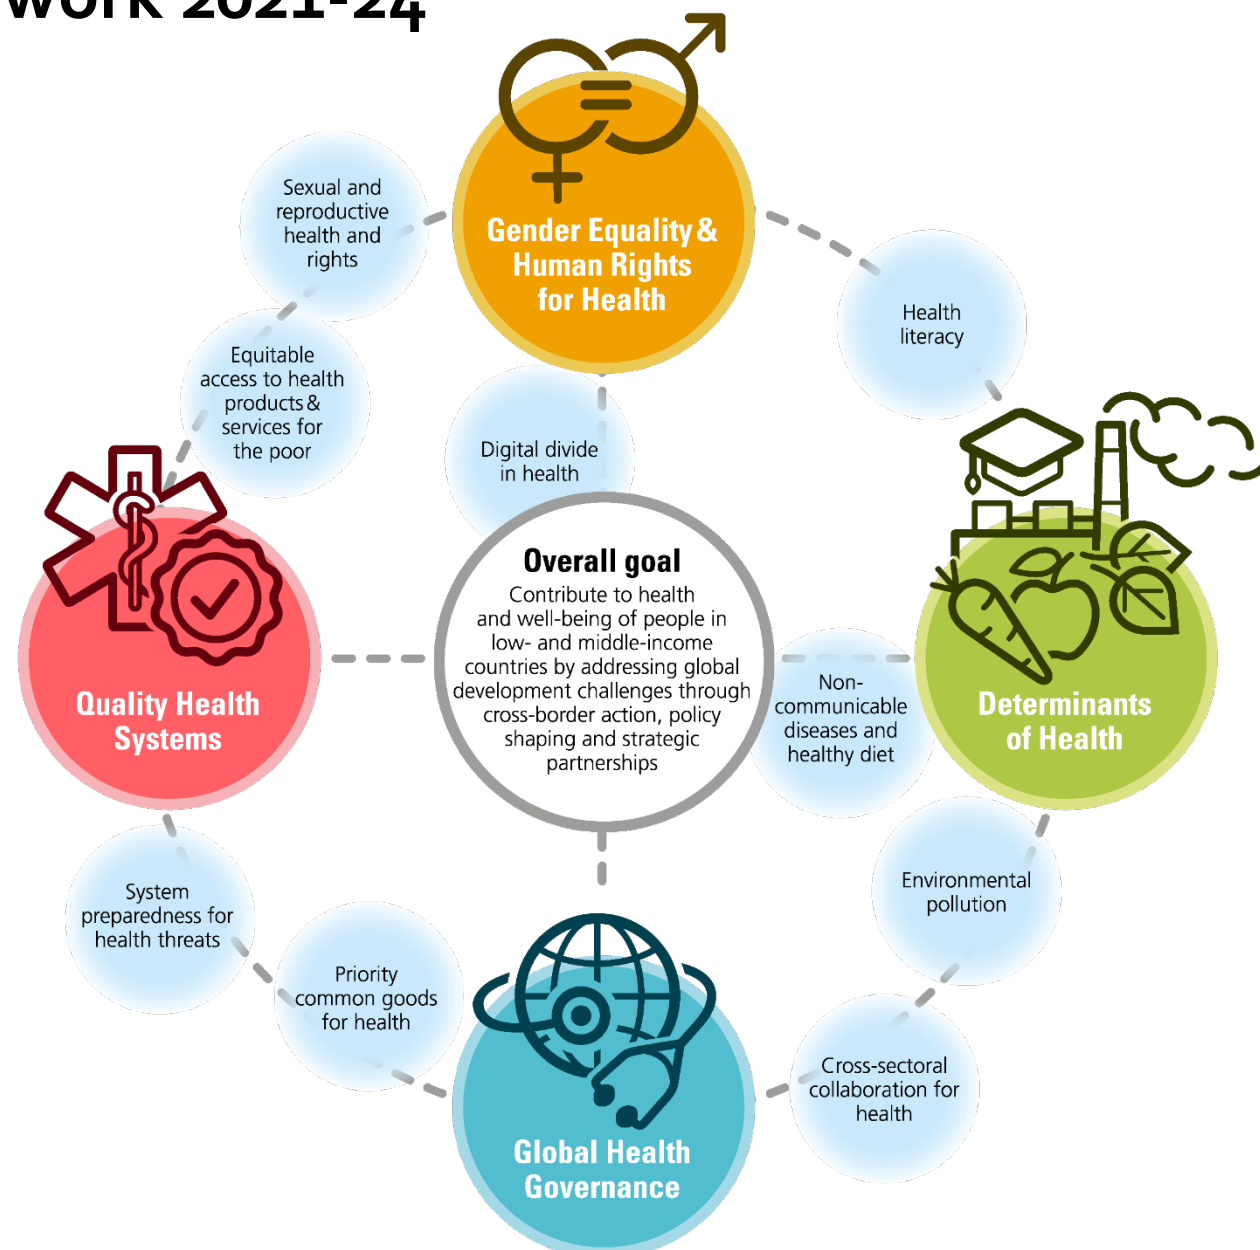 work 2021-24
Sexual and
reproductive
health and
rights
Gender Equality &
Human Rights
for Health
Health
literacy
Equitable
access to health
products &
services for
the poor
Digital divide
in health
Overall goal
Contribute to health
and well-being of people in
low- and middle-income
countries by addressing global
development challenges through
cross-border action, policy
shaping and strategic
partnerships
Quality Health
Systems
Non-
communicable
diseases and
healthy diet
Determinants
of Health
System
preparedness for
health threats
Environmental
pollution
Priority
common goods
for health
Cross-sectoral
collaboration for
health
Global Health
Governance